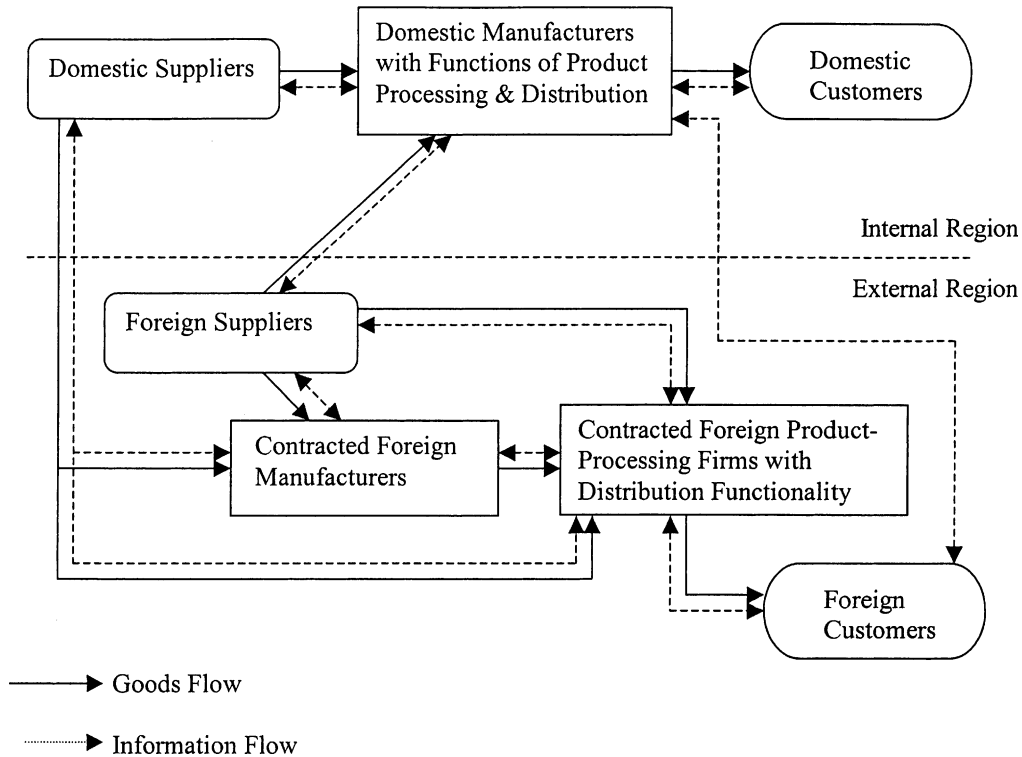 Domestic Suppliers
Domestic Manufacturers
with Functions of Product
Processing & Distribution
Domestic
Customers
Internal Region
External Region
Foreign Suppliers
Contracted Foreign
Manufacturers
Contracted Foreign Product-
Processing Firms with
Distribution Functionality
Foreign
Customers
Goods Flow
Information Flow